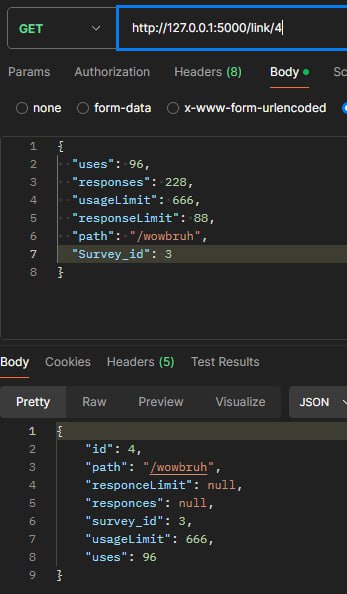 GET http://127.0.0.1:5000/link/4
Params Authorization Headers (8) Body Sc
none form-data x-www-form-urlencoded
1 {
2 "uses": 96,
3 "responses": 228,
4 "usageLimit": 666,
5 "responseLimit": 88,
6 "path": "/wowbruh",
7 "Survey_id": 3
8 }
Body Cookies Headers (5) Test Results
Pretty Raw Preview Visualize JSON
1 {
2 "id": 4,
3 "path": "/wowbruh",
4 "responceLimit": null,
5 "responces": null,
6 "survey_id": 3,
7 "usageLimit": 666,
8 "uses": 96
9 }